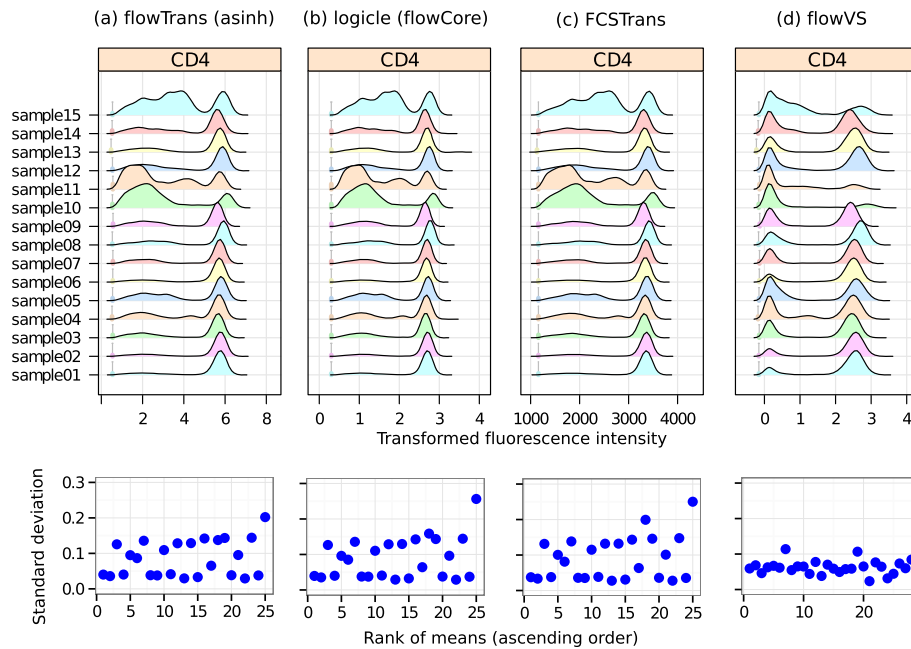 (a) flowTrans (asinh) (b) logicle (flowCore) (c) FCSTrans (d) flowVS
CD4 CD4 CD4 CD4
sample15
sample14
sample13
sample12
sample11
sample10
sample09
sample08
sample07
sample06
sample05
sample04
sample03
sample02
sample01
2 4 6 8 0 1 2 3 4 1000 2000 3000 4000 0 1 2 3 4
Transformed fluorescence intensity
Standard deviation
0.3
0.2
0.1
0.0
0 5 10 15 20 25 0 5 10 15 20 25 0 5 10 15 20 25 0 10 20
Rank of means (ascending order)